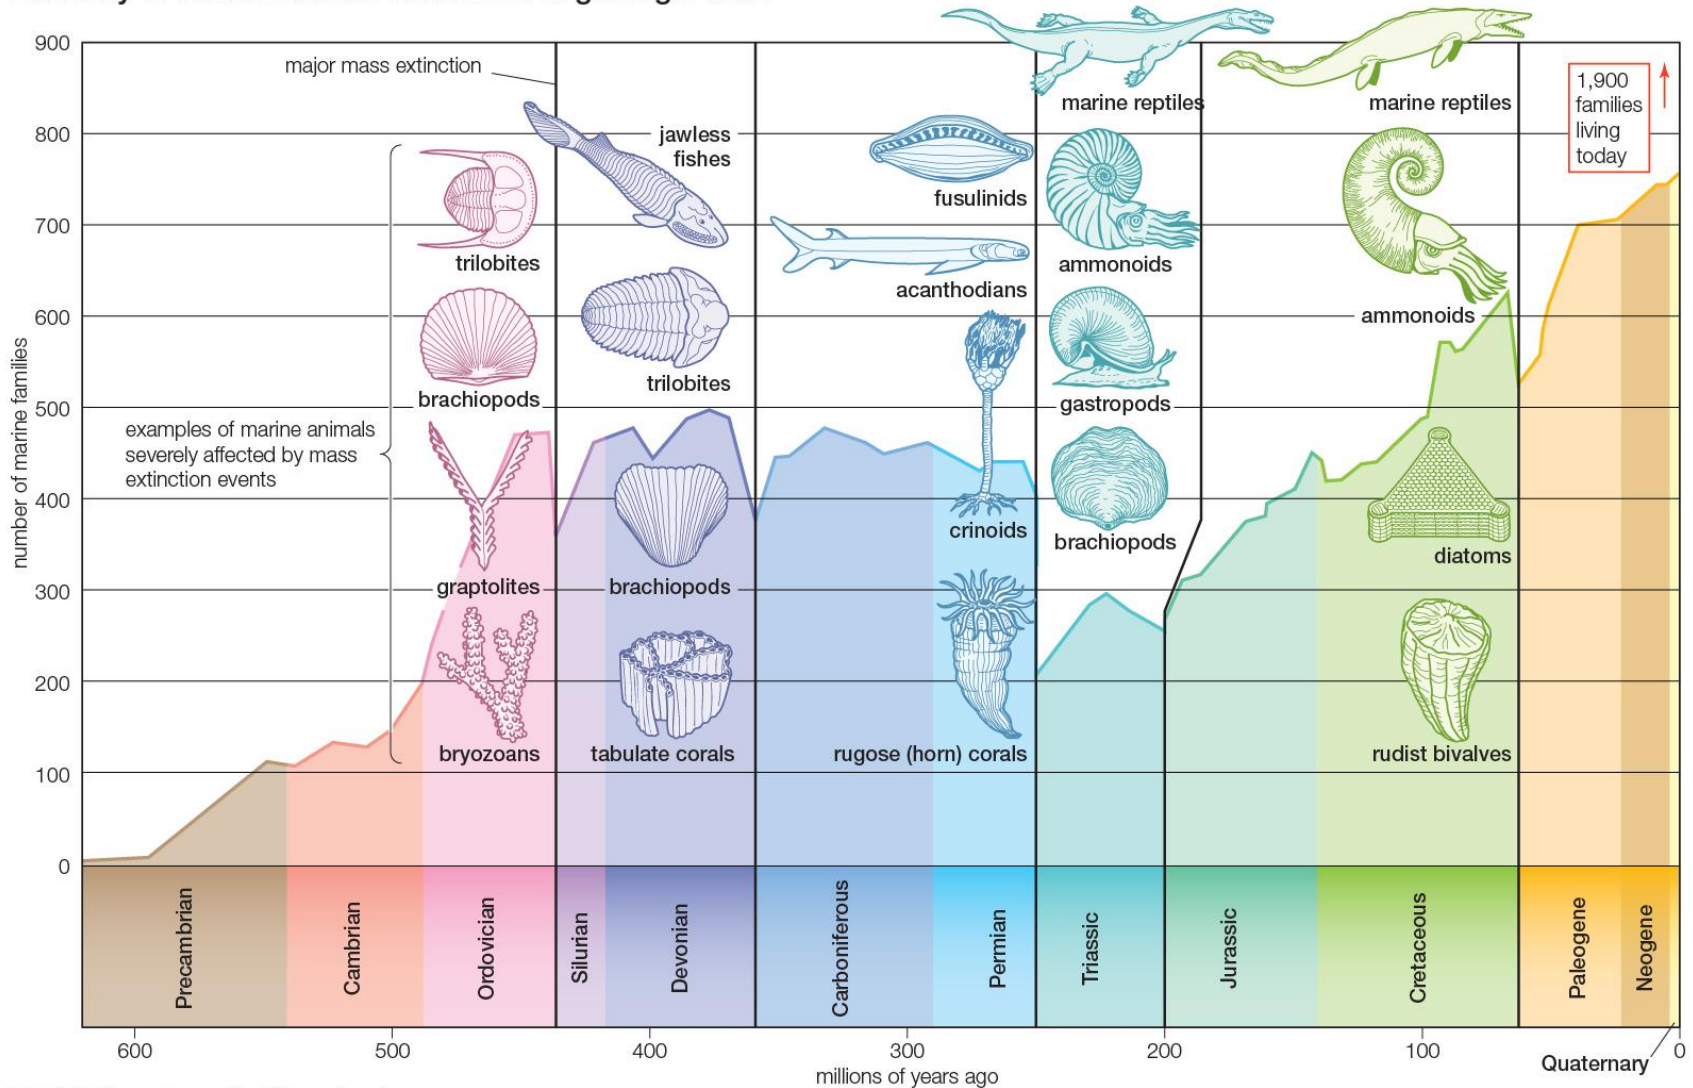 900
800
700
600
500
400
300
200
100
0
number of marine families
major mass extinction
examples of marine animals
severely affected by mass
extinction events
trilobites
brachiopods
graptolites
bryozoans
jawless
fishes
trilobites
brachiopods
tabulate corals
fusulinids
acanthodians
crinoids
rugose (horn) corals
marine reptiles
ammonoids
gastropods
brachiopods
marine reptiles
ammonoids
diatoms
rudist bivalves
1,900
families
living
today
Precambrian
Cambrian
Ordovician
Silurian
Devonian
Carboniferous
Permian
Triassic
Jurassic
Cretaceous
Paleogene
Neogene
Quaternary
600
500
400
300
200
100
0
millions of years ago